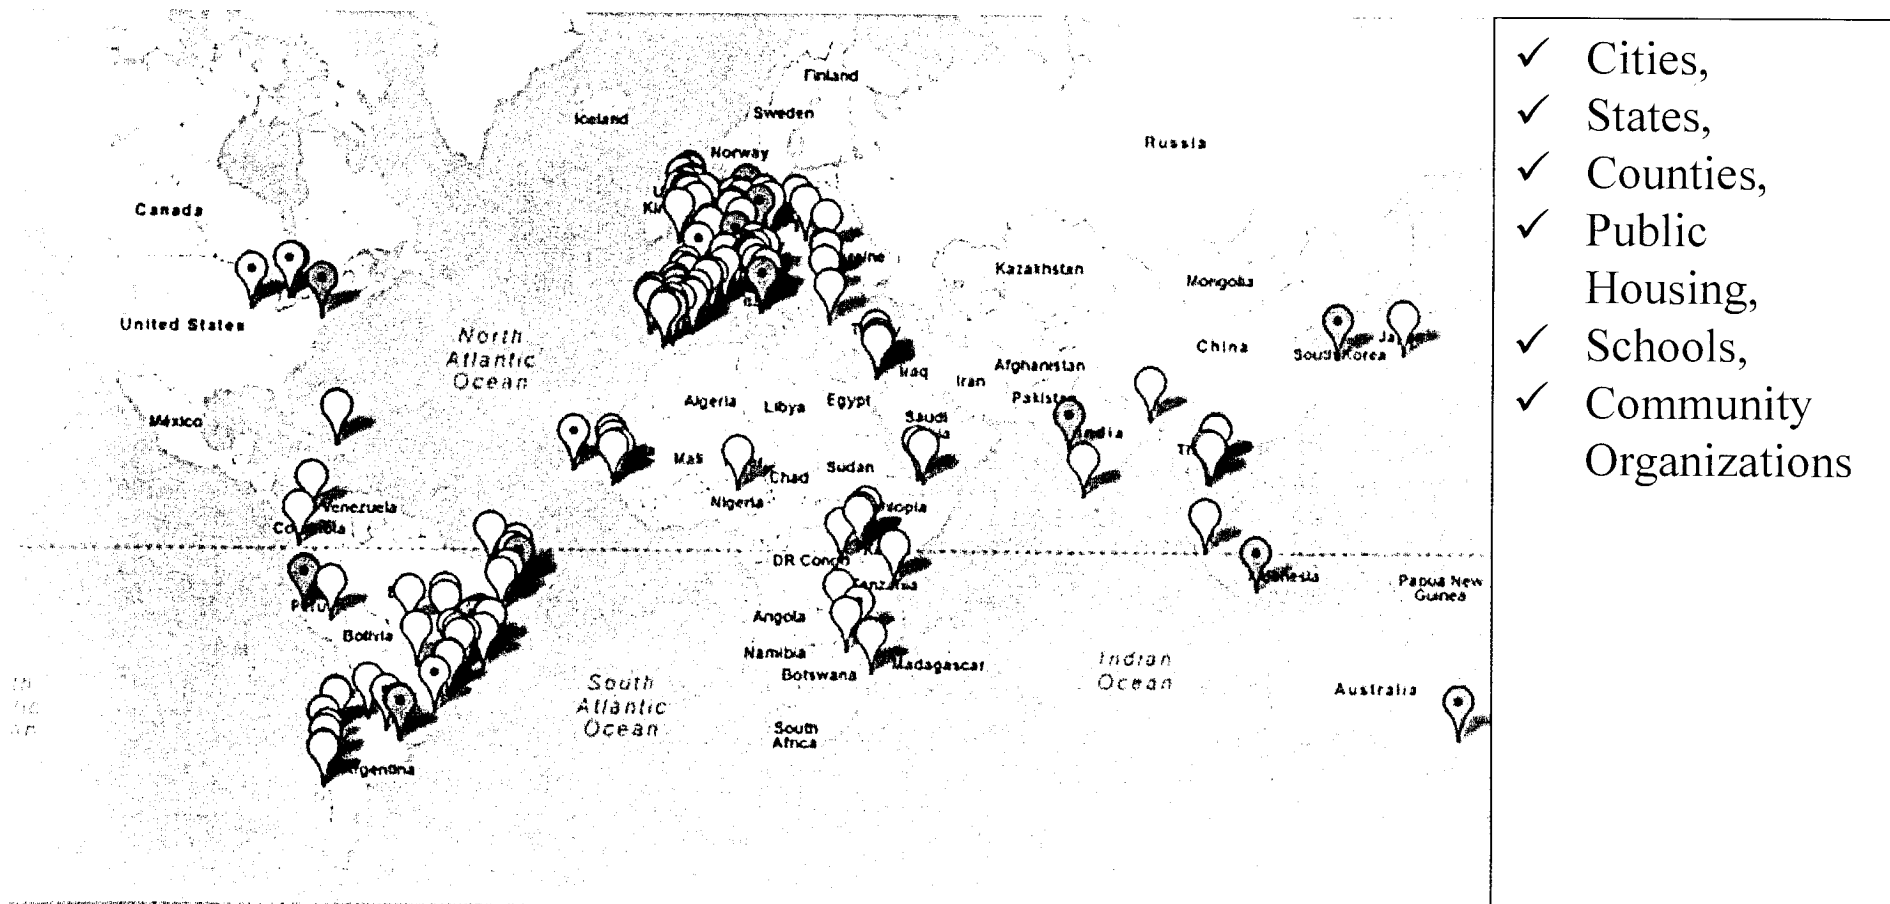 Finland
Iceland
Sweden
Norway
Russia
Canada
Kazakhstan
Mongolia
United States
North
Atlantic
Ocean
China
Afghanistan
Iraq
Iran
Pakistan
México
Algeria
Libya
Egypt
Saudi
India
Mali
Chad
Sudan
Nigeria
Venezuela
DR Congo
Papua New
Guinea
Angola
Bolivia
Namibia
Botswana
Madagascar
Indian
Ocean
South
Atlantic
Ocean
Australia
South
Africa
✓ Cities,
✓ States,
✓ Counties,
✓ Public
Housing,
✓ Schools,
✓ Community
Organizations